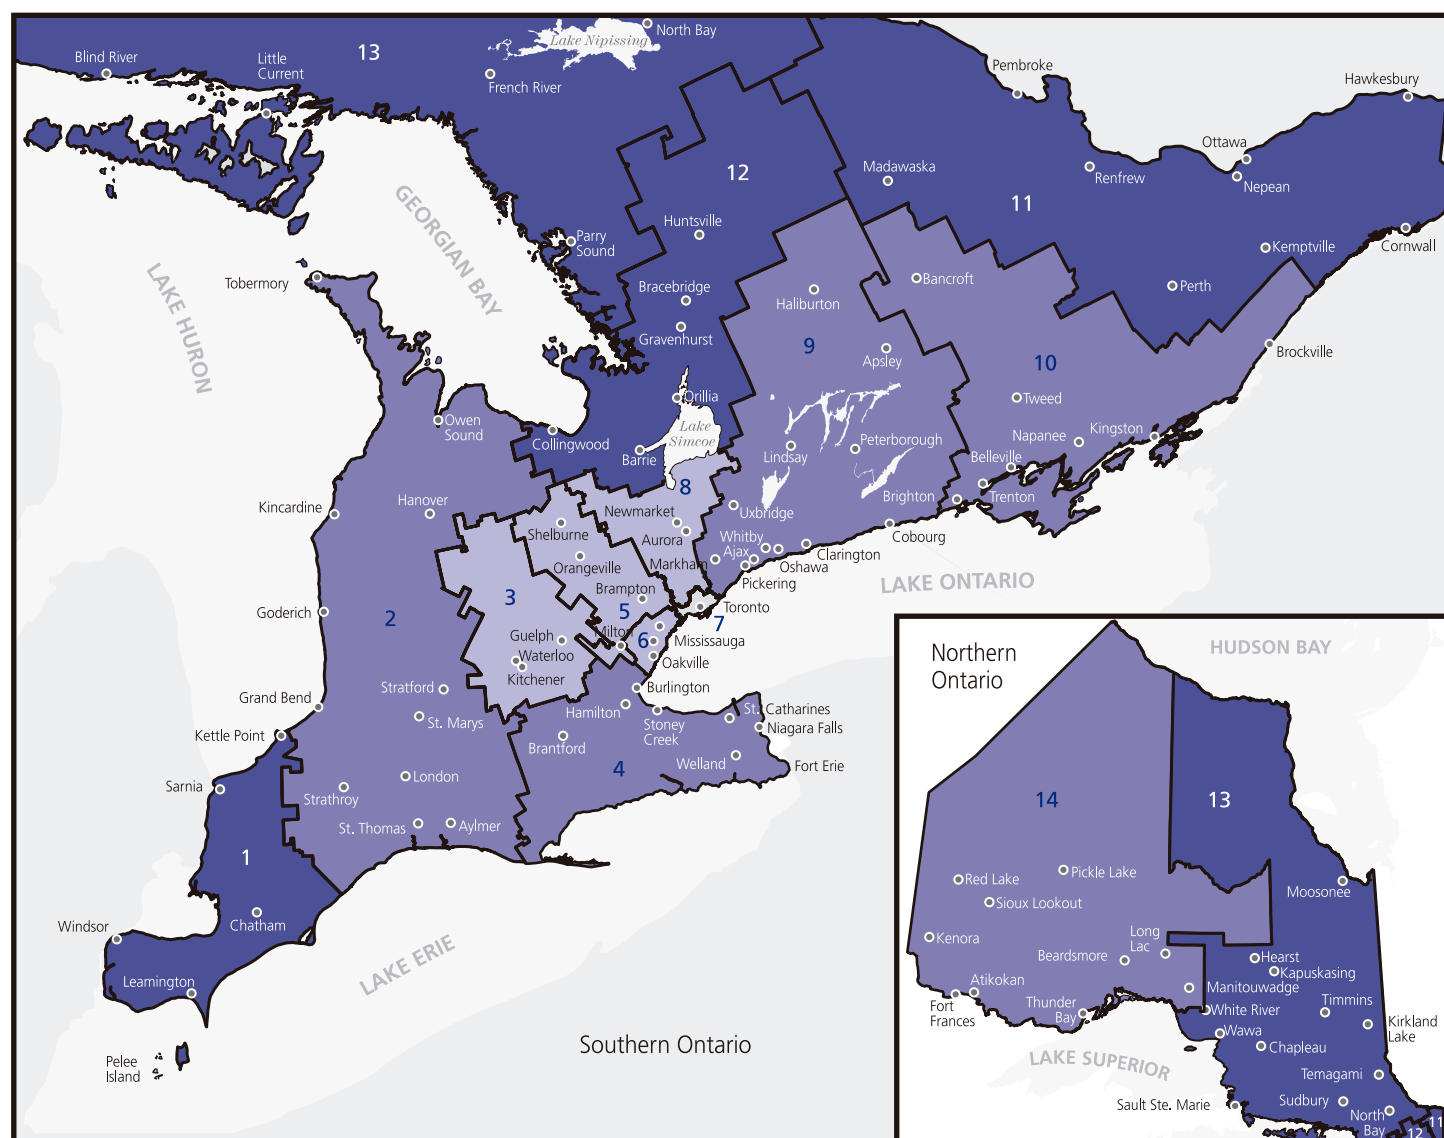 North Bay
Lake Nipissing
13
Blind River
Little
Current
French River
Pembroke
Hawkesbury
Ottawa
Nepean
Renfrew
Madawaska
12
11
Huntsville
GEORGIAN BAY
Parry
Sound
Kemptville
Cornwall
LAKE HURON
Tobermory
Bancroft
Perth
Bracebridge
Haliburton
Gravenhurst
9
Apsley
10
Brockville
Orillia
Tweed
Owen
Sound
Lake
Simcoe
Collingwood
Barrie
Lindsay
Peterborough
Napanee
Kingston
Belleville
8
Brighton
Trenton
Kincardine
Hanover
Newmarket
Uxbridge
Shelburne
Aurora
Whitby
Ajax
Cobourg
Clarington
Oshawa
Orangeville
Markham
Pickering
LAKE ONTARIO
Brampton
3
5
Toronto
7
Goderich
2
Guelph
Milton
6
Mississauga
Waterloo
Oakville
Kitchener
Stratford
Burlington
Grand Bend
Hamilton
St. Catharines
St. Marys
Stoney
Creek
Niagara Falls
Kettle Point
Brantford
Welland
4
Fort Erie
London
Sarnia
Strathroy
St. Thomas
Aylmer
1
Chatham
Windsor
LAKE ERIE
Leamington
Pelee
Island
Southern Ontario
Northern
Ontario
HUDSON BAY
14
13
Red Lake
Pickle Lake
Moosonee
Sioux Lookout
Kenora
Long
Lac
Beardsmore
Hearst
Kapuskasing
Atikokan
Manitouwadge
Fort
Frances
Thunder
Bay
White River
Timmins
Kirkland
Lake
Wawa
Chapleau
LAKE SUPERIOR
Temagami
Sault Ste. Marie
Sudbury
North
Bay
11
12